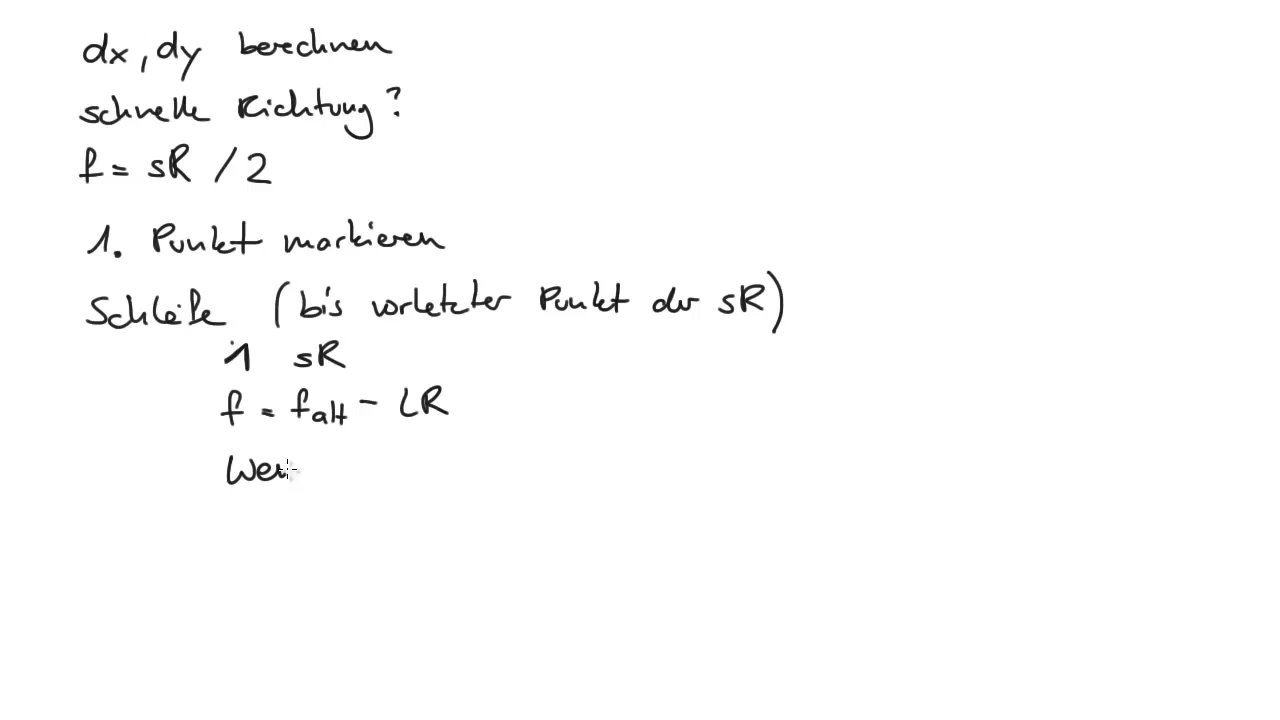 dx, dy berechnen
schnelle Richtung?
f = sR / 2
1. Punkt markieren
Schleife (bis vorletzter Punkt der sR)
1 sR
f = falt - LR
Wen